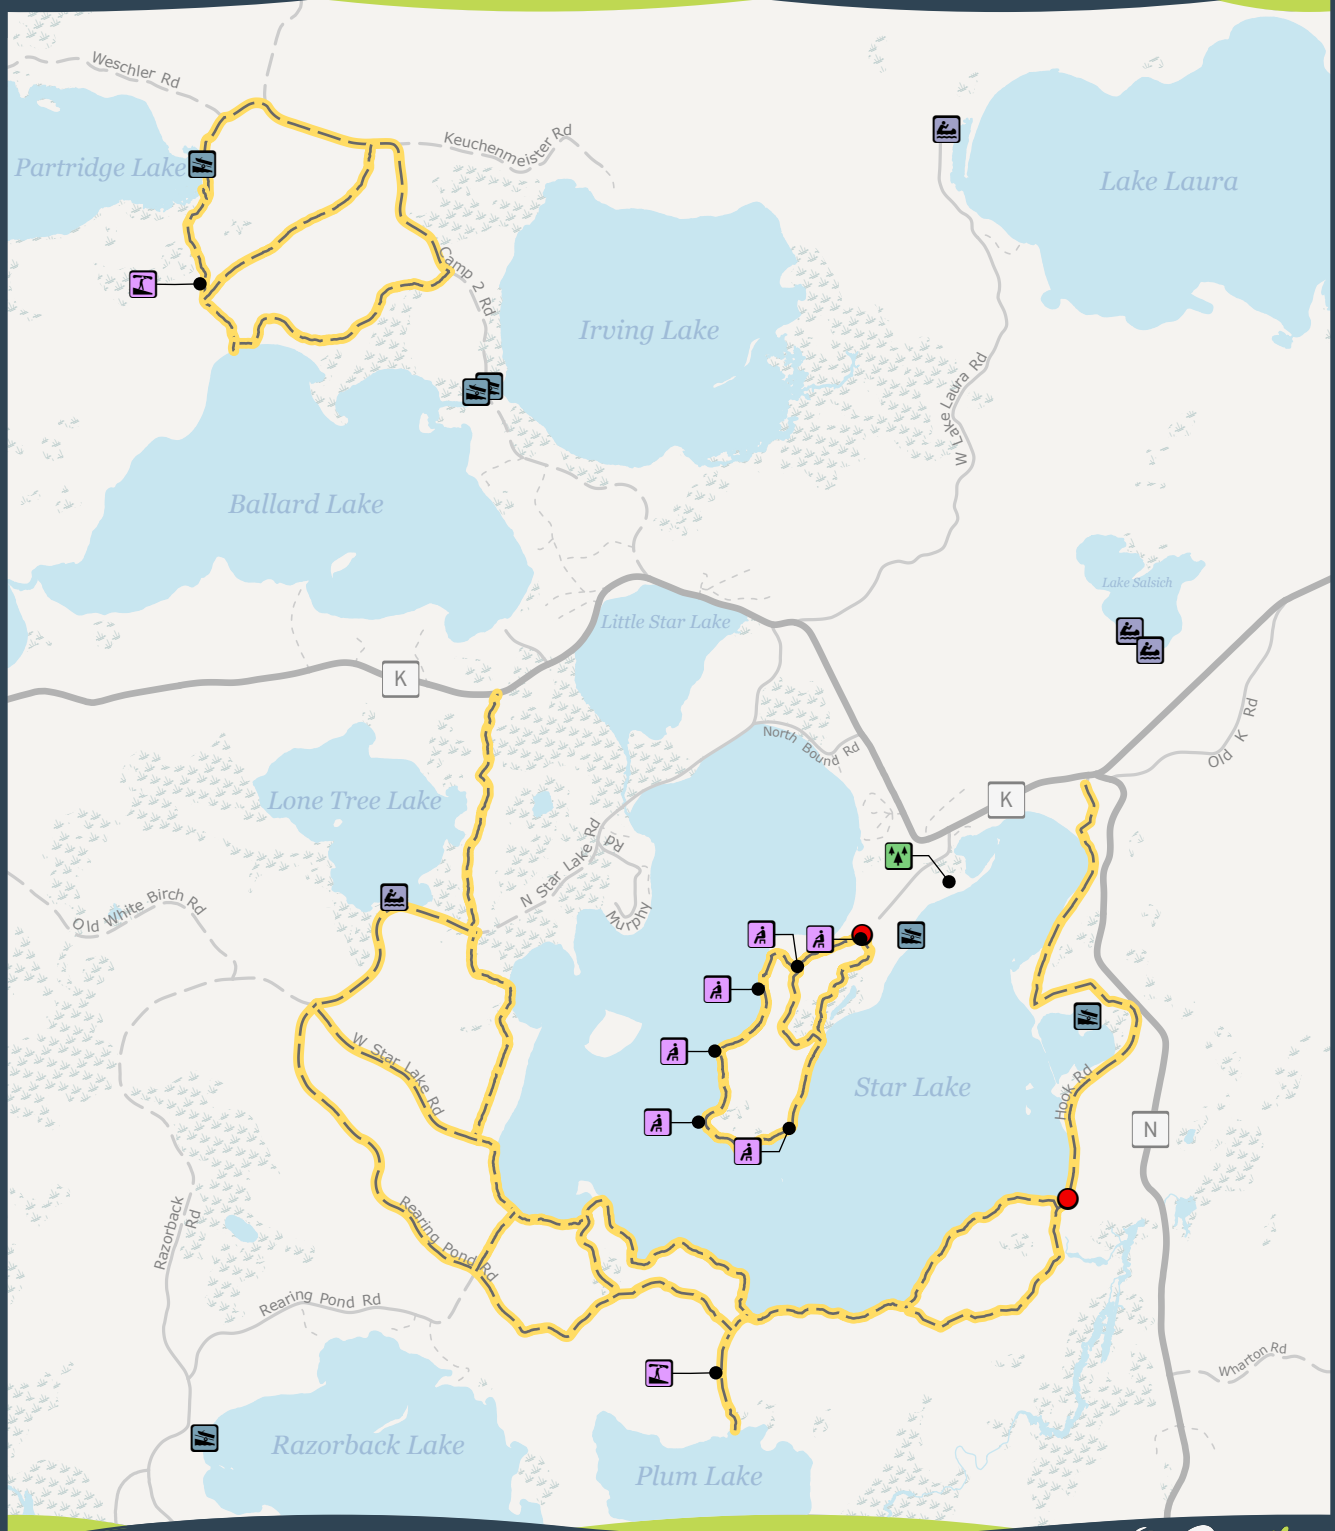 Weschler Rd
Keuchenmeister Rd
Partridge Lake
Lake Laura
Camp 2 Rd
Irving Lake
W Lake Laura Rd
Ballard Lake
Lake Salsich
Little Star Lake
K
Old K Rd
North Bound Rd
Lone Tree Lake
K
N Star Lake Rd
Murphy Rd
Old White Birch Rd
W Star Lake Rd
Star Lake
Hook Rd
N
Razorback Rd
Rearing Pond Rd
Rearing Pond Rd
Wharton Rd
Razorback Lake
Plum Lake